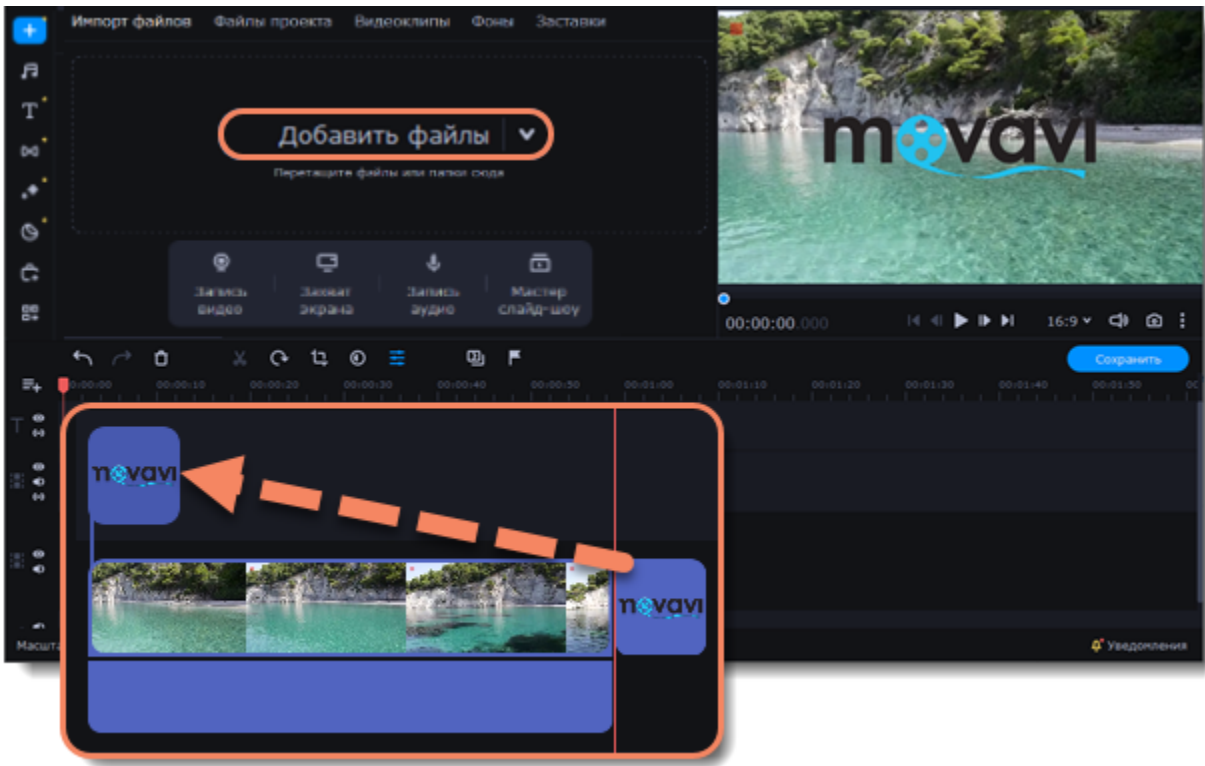 Импорт файлов Файлы проекта Видеоклипы Фоны Заставки
Добавить файлы
Перетащите файлы или папки сюда
Запись видео
Захват экрана
Запись аудио
Мастер слайд-шоу
movavi
00:00:00.000
16:9
Сохранить
0:00:00 00:00:10 00:00:20 00:00:30 00:00:40 00:00:50 00:01:00 00:01:10 00:01:20 00:01:30 00:01:40 00:01:50 00
movavi
movavi
Масшта
Уведомления